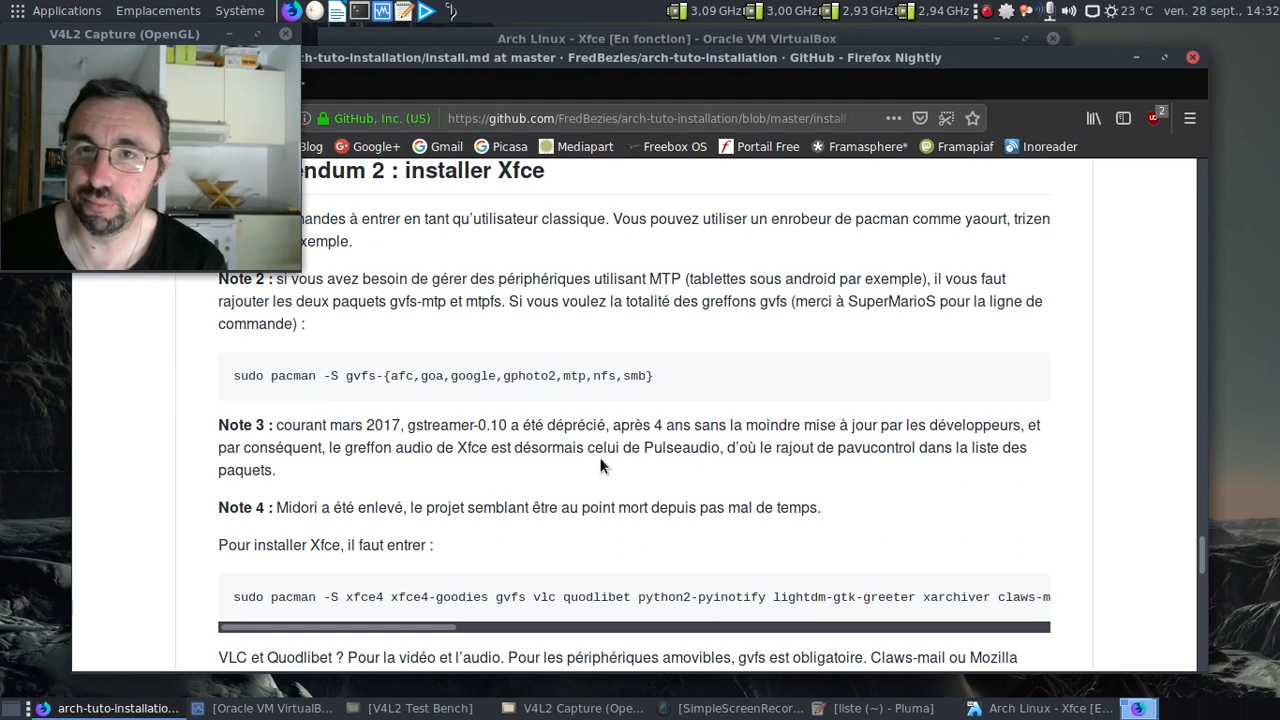 Applications Emplacements Système 3,09 GHz 3,00 GHz 2,93 GHz 2,94 GHz 23 °C ven. 28 sept., 14:32
V4L2 Capture (OpenGL)
Arch Linux - Xfce [En fonction] - Oracle VM VirtualBox
ch-tuto-installation/install.md at master · FredBezies/arch-tuto-installation · GitHub - Firefox Nightly
GitHub, Inc. (US) https://github.com/FredBezies/arch-tuto-installation/blob/master/install 2
Blog Google+ Gmail Picasa Mediapart Freebox OS Portail Free Framasphere* Framapiaf Inoreader
ndum 2 : installer Xfce
mandes à entrer en tant qu’utilisateur classique. Vous pouvez utiliser un enrobeur de pacman comme yaourt, trizen
xemple.
Note 2 : si vous avez besoin de gérer des periphériques utilisant MTP (tablettes sous android par exemple), il vous faut
rajouter les deux paquets gvfs-mtp et mtpfs. Si vous voulez la totalité des greffons gvfs (merci à SuperMarioS pour la ligne de
commande) :
sudo pacman -S gvfs-{afc,goa,google,gphoto2,mtp,nfs,smb}
Note 3 : courant mars 2017, gstreamer-0.10 a été déprécié, après 4 ans sans la moindre mise à jour par les développeurs, et
par conséquent, le greffon audio de Xfce est désormais celui de Pulseaudio, d’où le rajout de pavucontrol dans la liste des
paquets.
Note 4 : Midori a été enlevé, le projet semblant être au point mort depuis pas mal de temps.
Pour installer Xfce, il faut entrer :
sudo pacman -S xfce4 xfce4-goodies gvfs vlc quodlibet python2-pyinotify lightdm-gtk-greeter xarchiver claws-m
VLC et Quodlibet ? Pour la vidéo et l’audio. Pour les périphériques amovibles, gvfs est obligatoire. Claws-mail ou Mozilla
arch-tuto-installatio... [Oracle VM VirtualB... [V4L2 Test Bench] V4L2 Capture (Ope... [SimpleScreenRecor... [liste (~) - Pluma] Arch Linux - Xfce [E...